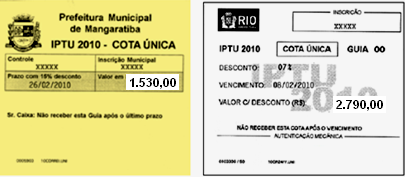 Prefeitura Municipal
de Mangaratiba
IPTU 2010 - COTA ÚNICA
Controle
XXXXX
Inscrição Municipal
XXXXX
Prazo com 15% desconto
26/02/2010
Valor em
1.530,00
Sr. Caixa: Não receber esta Guia após o último prazo
RIO
INSCRIÇÃO
XXXXX
IPTU 2010
COTA ÚNICA
GUIA 00
DESCONTO: 07%
VENCIMENTO: 08/02/2010
VALOR C/ DESCONTO (R$):
2.790,00
IPTU
2010
NÃO RECEBER ESTA COTA APÓS O VENCIMENTO
AUTENTICAÇÃO MECÂNICA